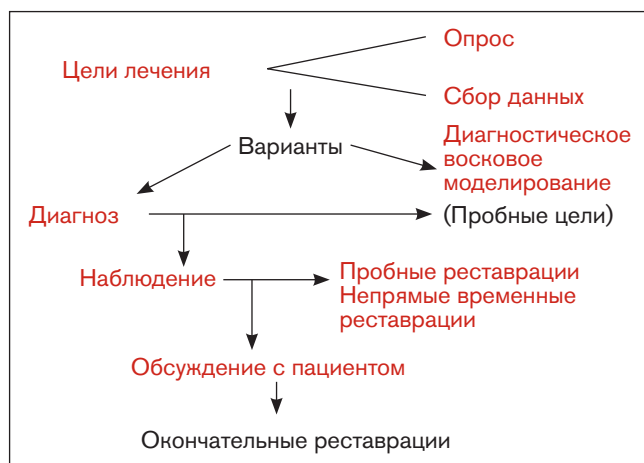 Опрос
Цели лечения
Сбор данных
Варианты
Диагностическое
восковое
моделирование
Диагноз
(Пробные цели)
Наблюдение
Пробные реставрации
Непрямые временные
реставрации
Обсуждение с пациентом
Окончательные реставрации